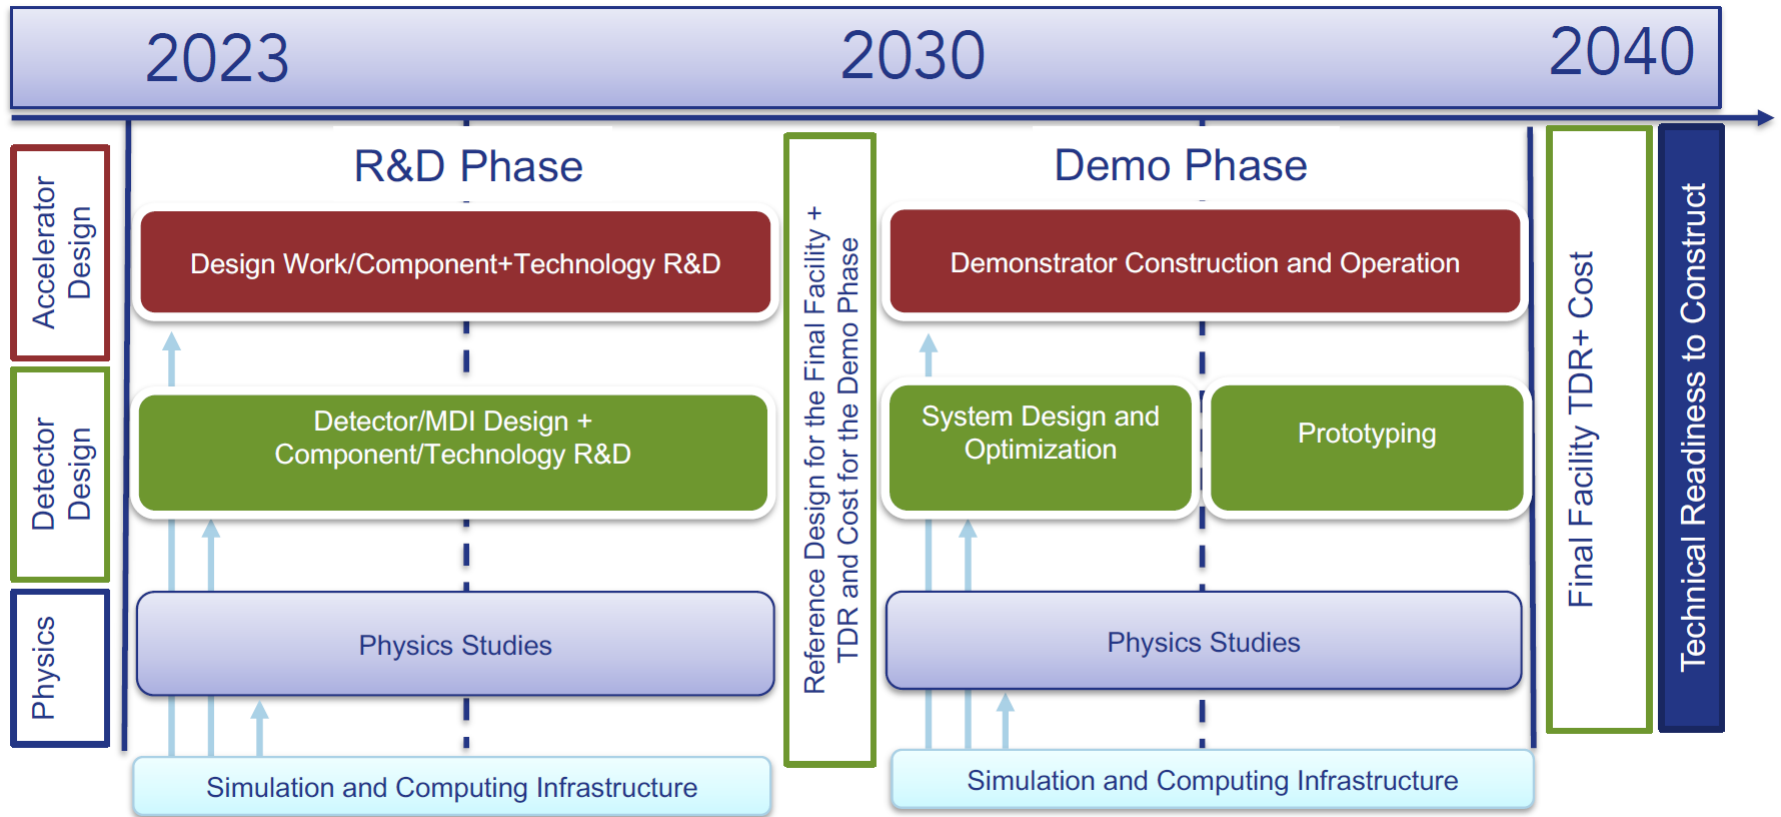 2023
2030
2040
R&D Phase
Demo Phase
Accelerator
Design
Design Work/Component+Technology R&D
Demonstrator Construction and Operation
Detector
Design
Detector/MDI Design +
Component/Technology R&D
System Design and
Optimization
Prototyping
Physics
Physics Studies
Physics Studies
Simulation and Computing Infrastructure
Simulation and Computing Infrastructure
Reference Design for the Final Facility +
TDR and Cost for the Demo Phase
Final Facility TDR+ Cost
Technical Readiness to Construct